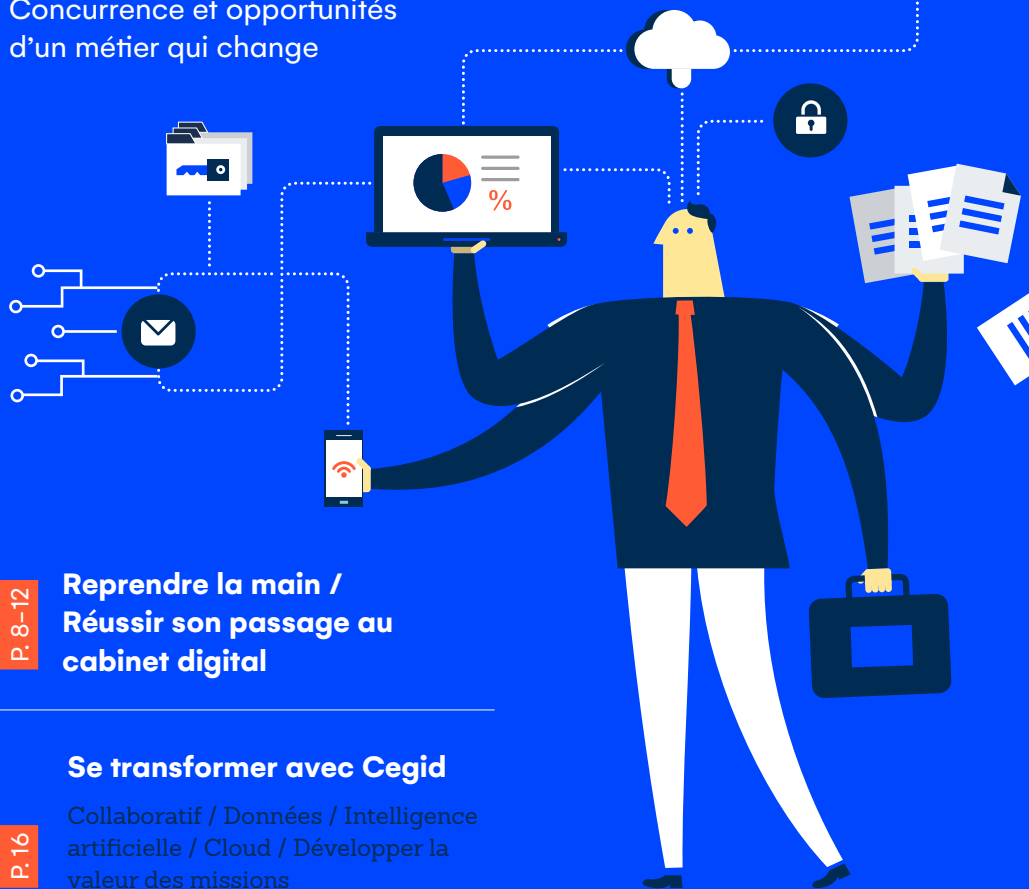 Concurrence et opportunités
d’un métier qui change
%
P. 8–12
Reprendre la main /
Réussir son passage au
cabinet digital
Se transformer avec Cegid
P. 16
Collaboratif / Données / Intelligence
artificielle / Cloud / Développer la
valeur des missions